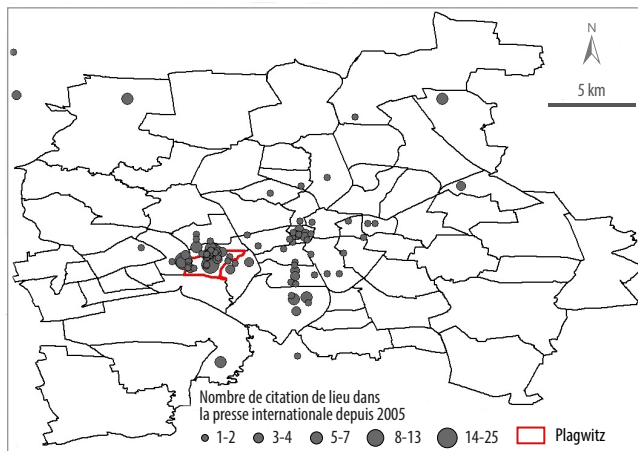 N
5 km
Nombre de citation de lieu dans
la presse internationale depuis 2005
1-2 3-4 5-7 8-13 14-25 Plagwitz